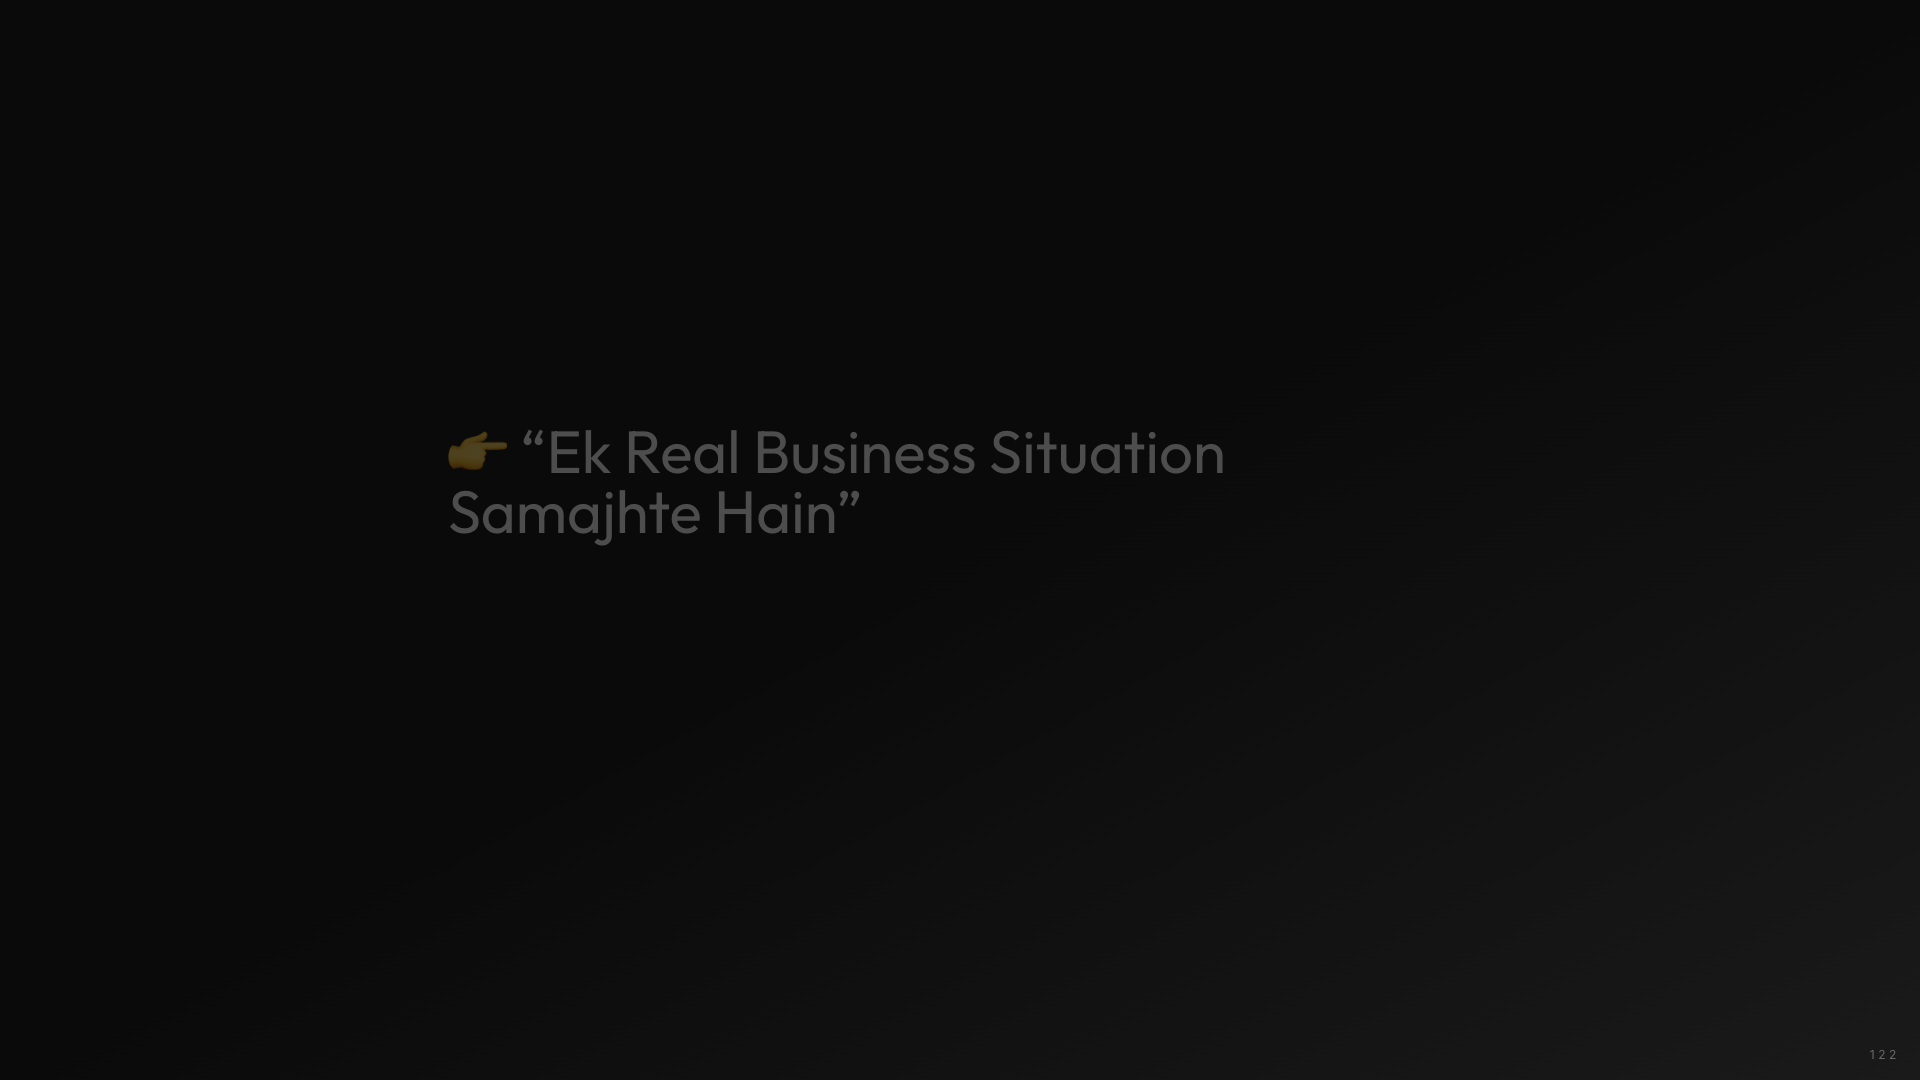 👉 “Ek Real Business Situation
Samajhte Hain”
122